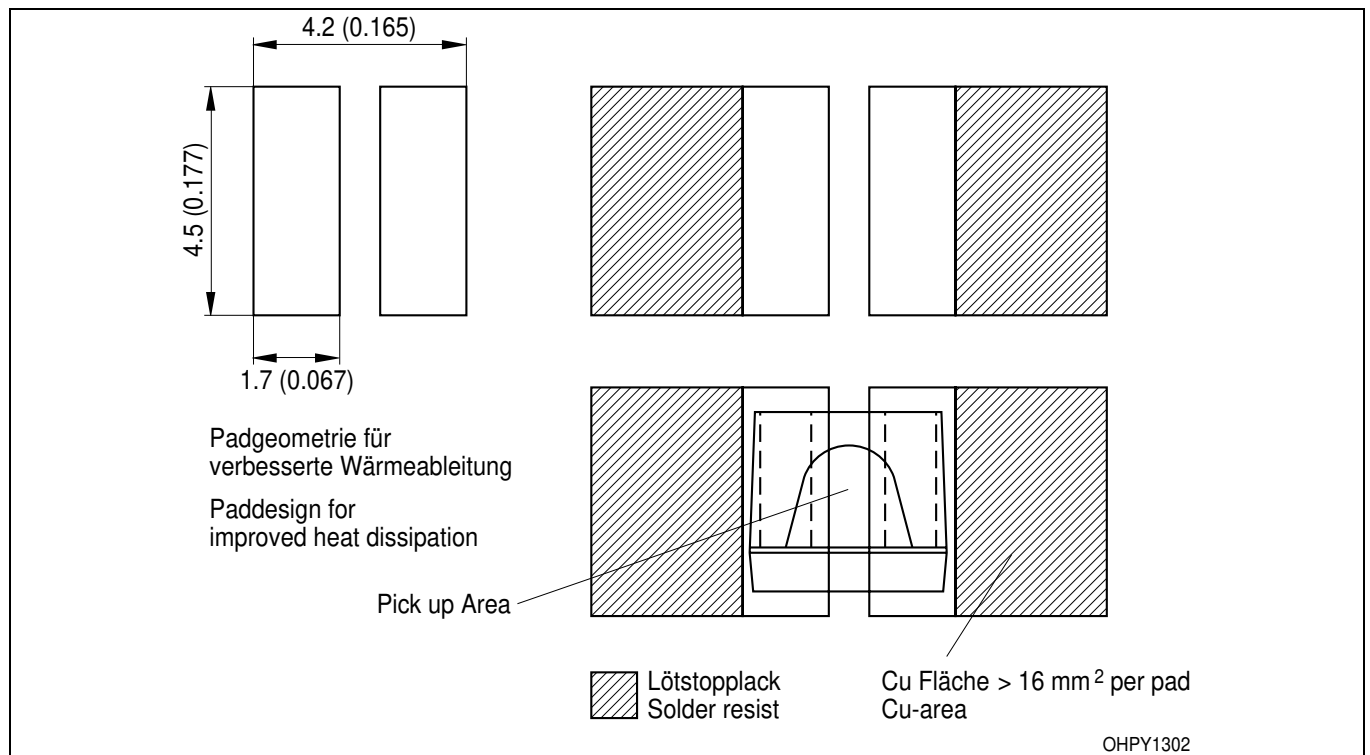 4.2 (0.165)
4.5 (0.177)
1.7 (0.067)
Padgeometrie für
verbesserte Wärmeableitung
Paddesign for
improved heat dissipation
Pick up Area
Lötstopplack
Solder resist
Cu Fläche > 16 mm 2 per pad
Cu-area
OHPY1302